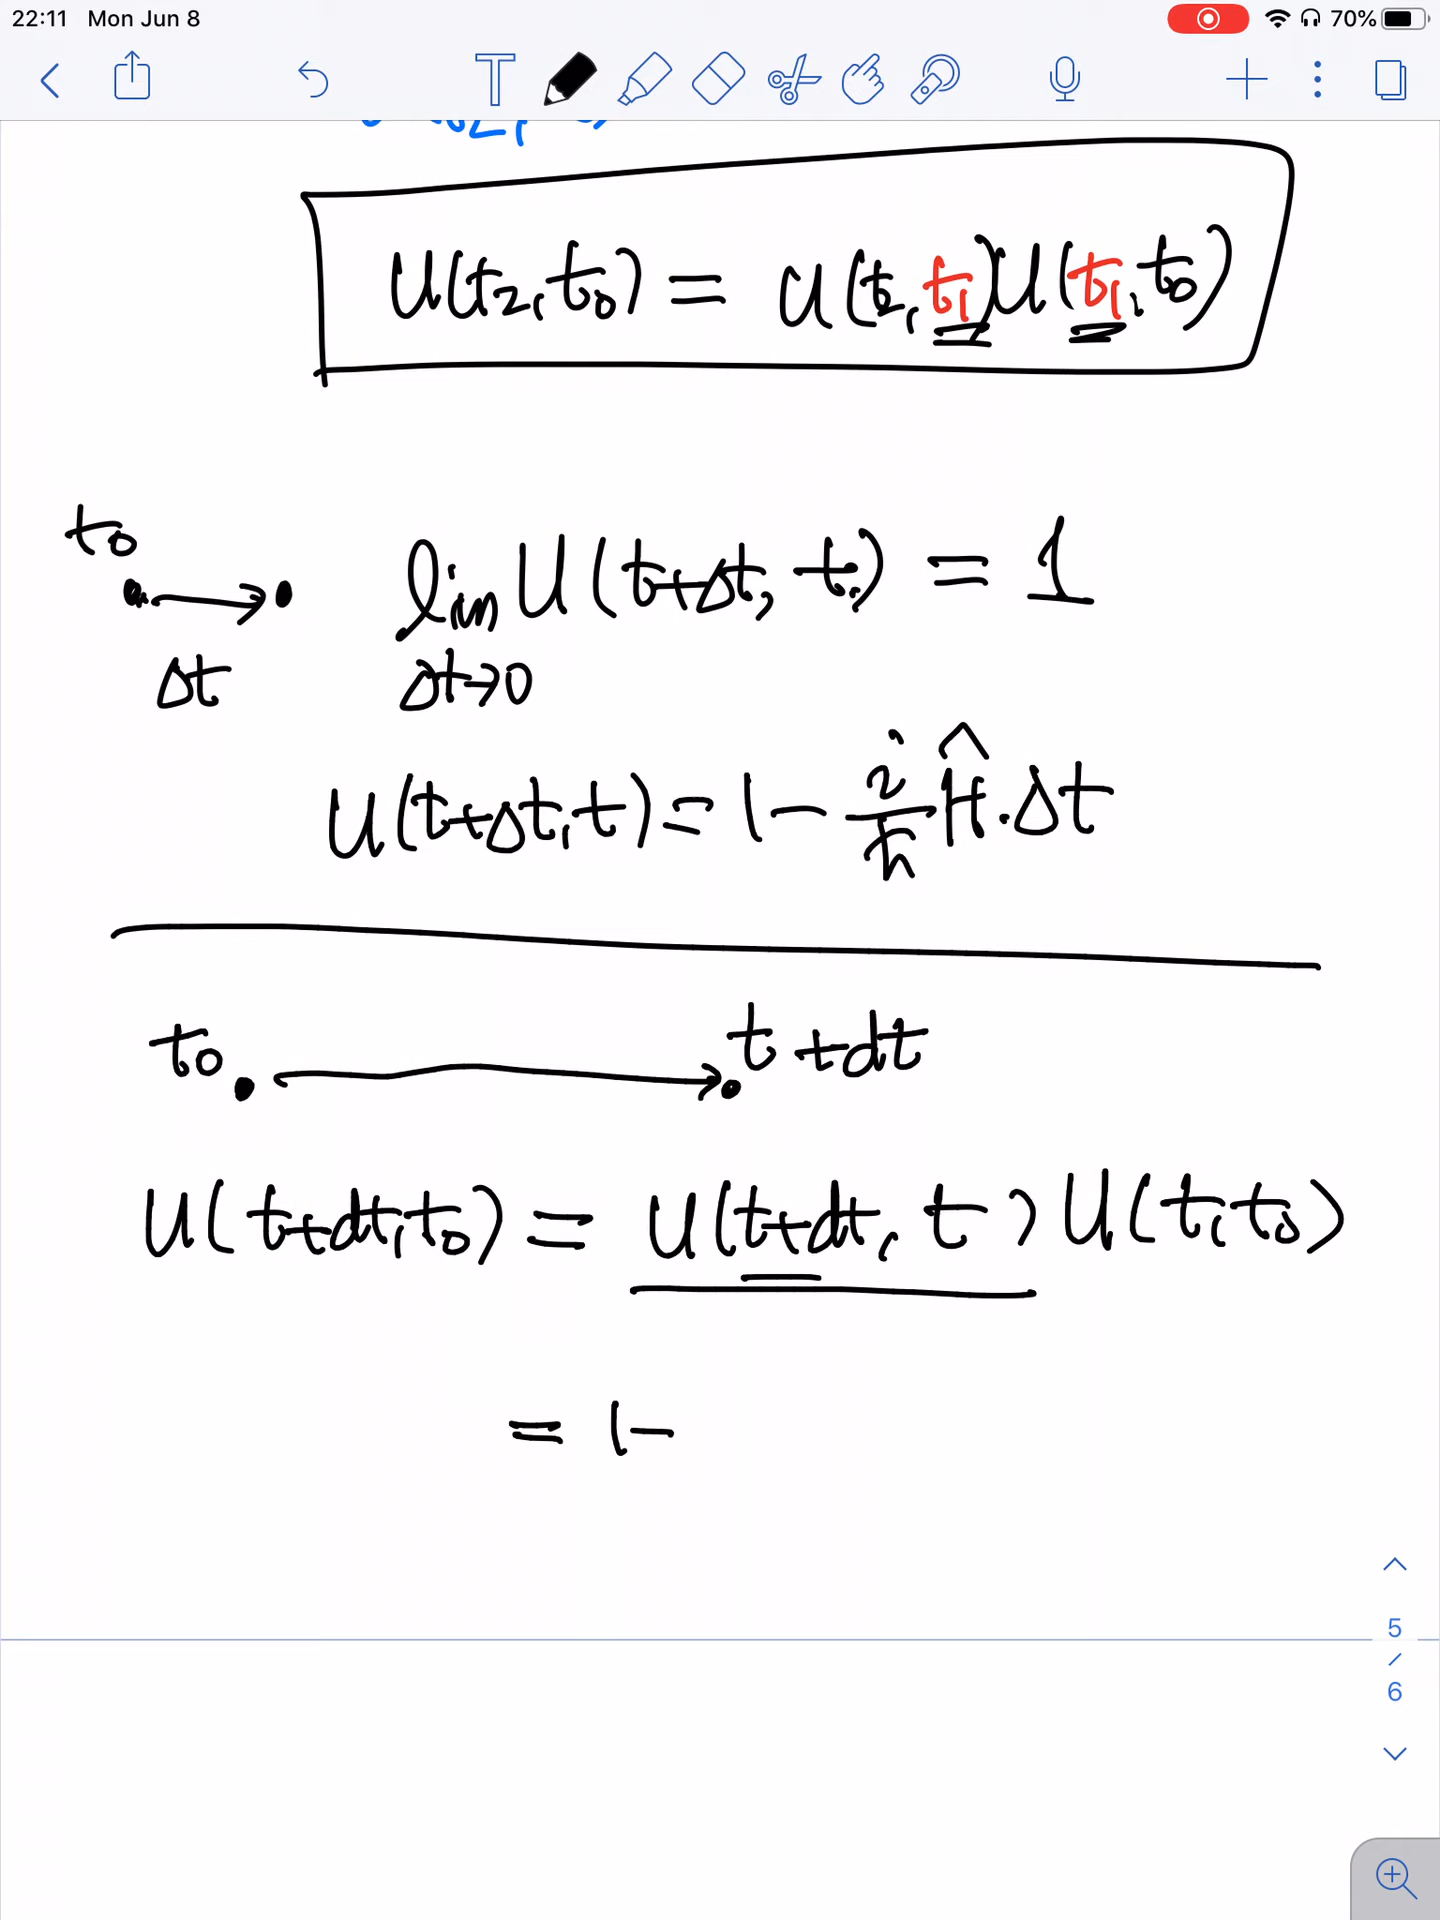 22:11 Mon Jun 8 70%
T
U(t₂, t₀) = U(t₂, t₁)U(t₁, t₀)
t₀
lim U(t+Δt, t) = 1
Δt Δt→0
U(t+Δt, t) = 1 - i/ħ Ĥ·Δt
t₀ t+dt
U(t+dt, t₀) = U(t+dt, t) U(t, t₀)
= 1-
5
/
6